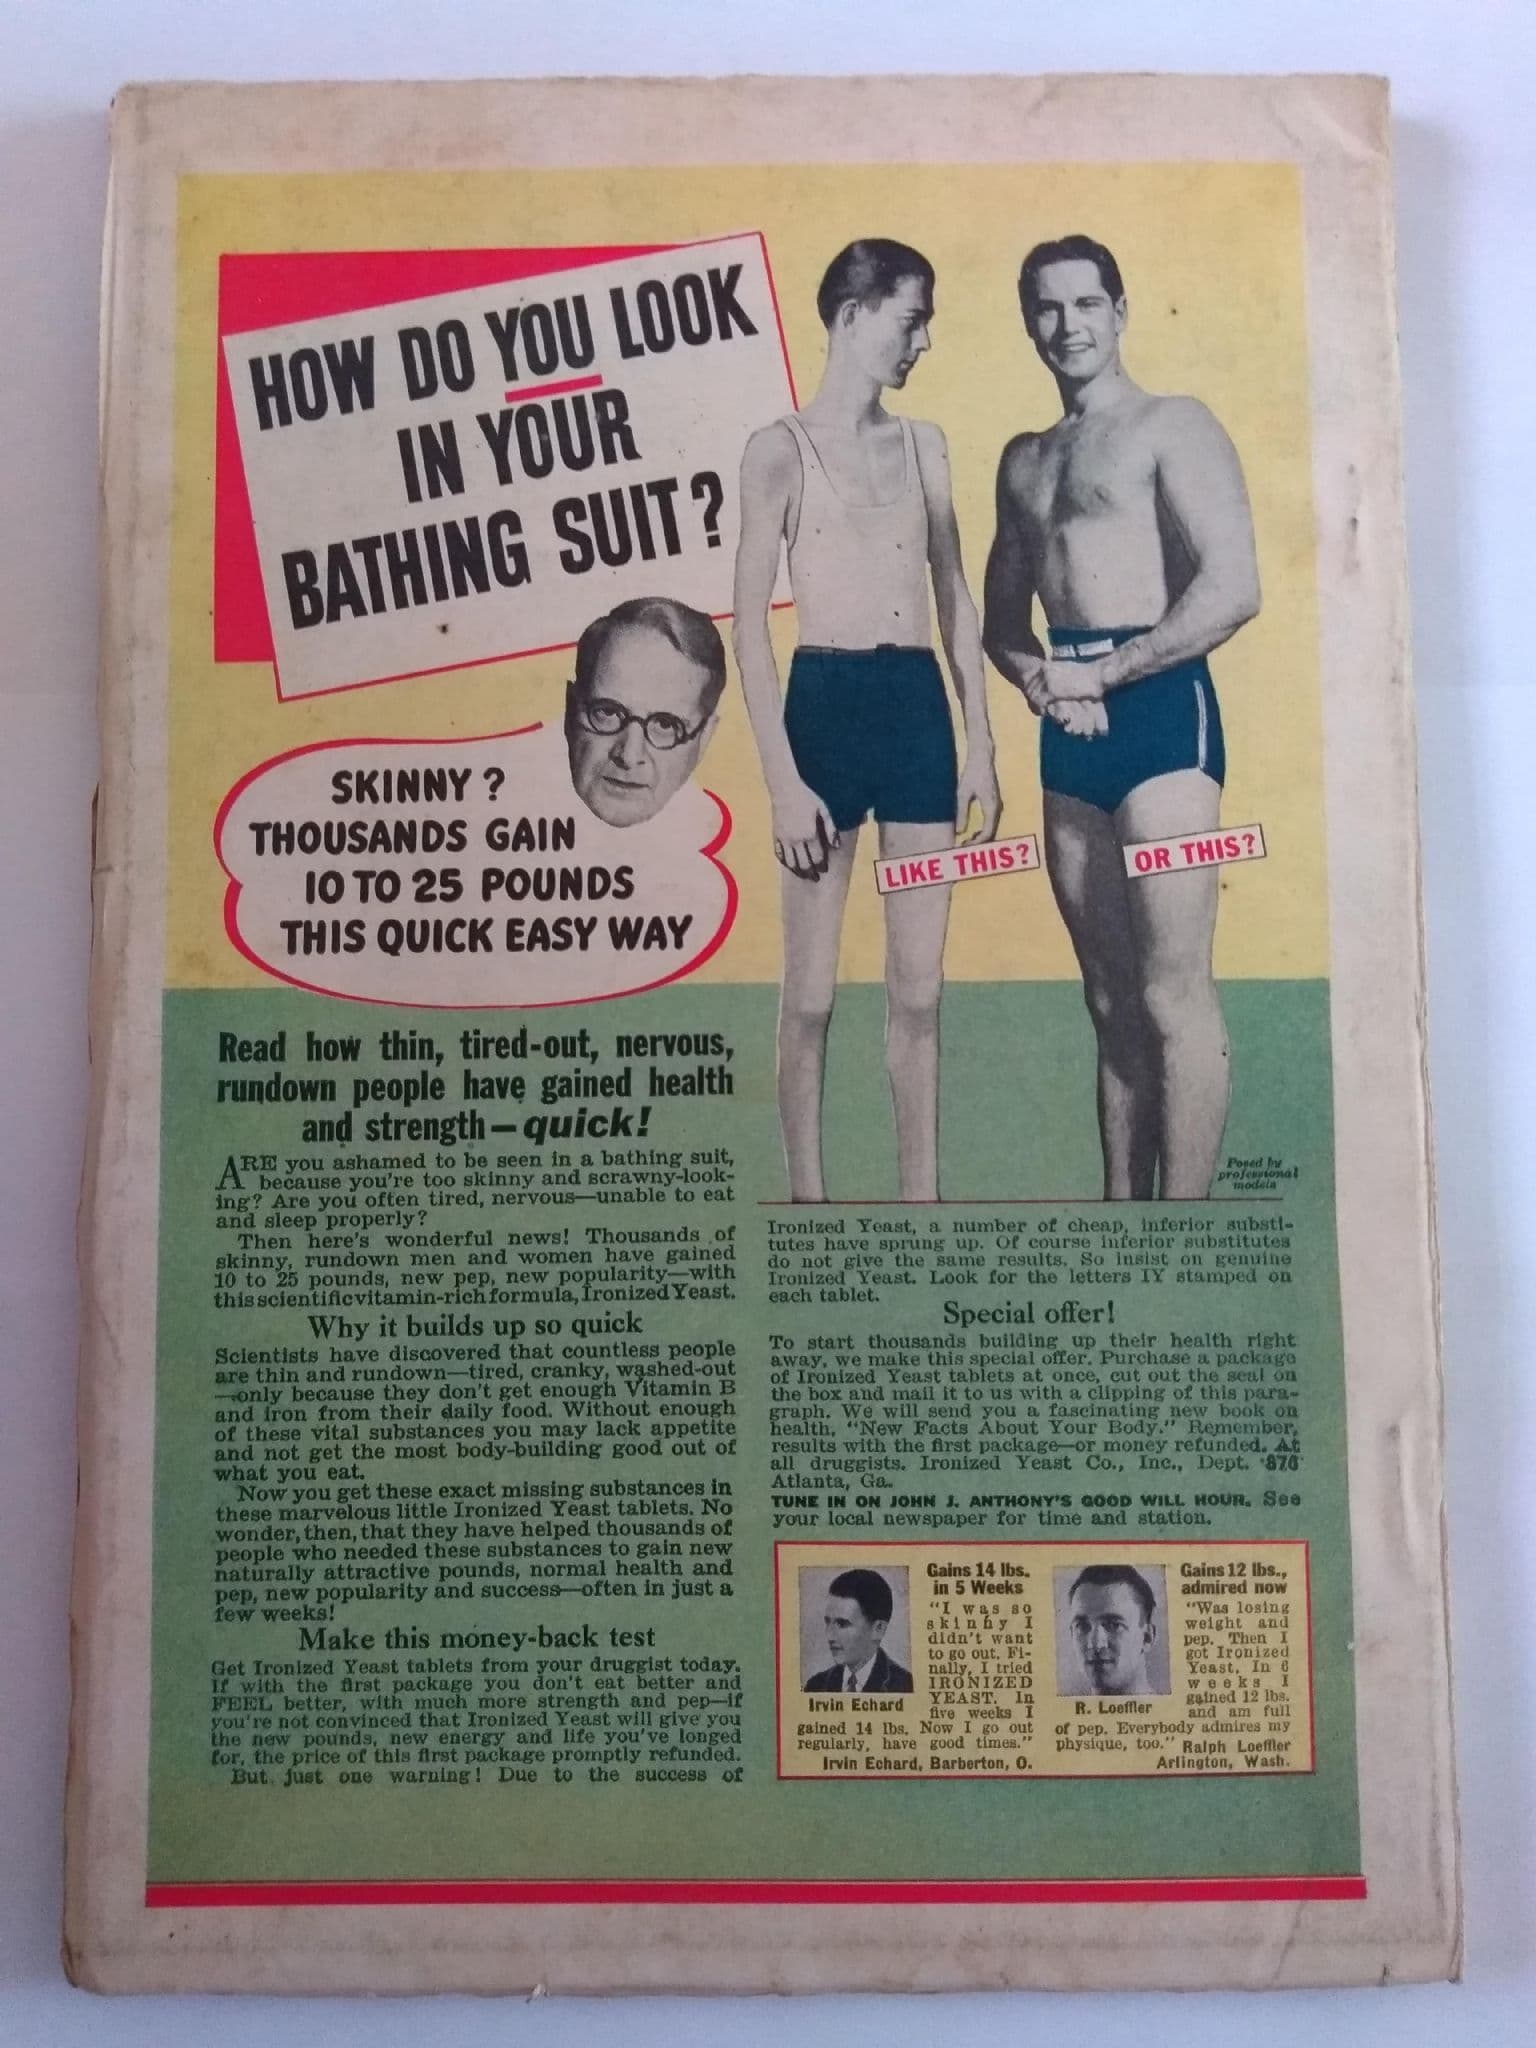 HOW DO YOU LOOK
IN YOUR
BATHING SUIT?
SKINNY?
THOUSANDS GAIN
10 TO 25 POUNDS
THIS QUICK EASY WAY
LIKE THIS?
OR THIS?
Posed by
professional
models
Read how thin, tired-out, nervous,
rundown people have gained health
and strength—quick!
ARE you ashamed to be seen in a bathing suit,
because you're too skinny and scrawny-look-
ing? Are you often tired, nervous—unable to eat
and sleep properly?
Then here's wonderful news! Thousands of
skinny, rundown men and women have gained
10 to 25 pounds, new pep, new popularity—with
this scientific vitamin-rich formula, Ironized Yeast.
Why it builds up so quick
Scientists have discovered that countless people
are thin and rundown—tired, cranky, washed-out
—only because they don't get enough Vitamin B
and iron from their daily food. Without enough
of these vital substances you may lack appetite
and not get the most body-building good out of
what you eat.
Now you get these exact missing substances in
these marvelous little Ironized Yeast tablets. No
wonder, then, that they have helped thousands of
people who needed these substances to gain new
naturally attractive pounds, normal health and
pep, new popularity and success—often in just a
few weeks!
Make this money-back test
Get Ironized Yeast tablets from your druggist today.
If with the first package you don't eat better and
FEEL better, with much more strength and pep—if
you're not convinced that Ironized Yeast will give you
the new pounds, new energy and life you've longed
for, the price of this first package promptly refunded.
But just one warning! Due to the success of
Ironized Yeast, a number of cheap, inferior substi-
tutes have sprung up. Of course inferior substitutes
do not give the same results. So insist on genuine
Ironized Yeast. Look for the letters IY stamped on
each tablet.
Special offer!
To start thousands building up their health right
away, we make this special offer. Purchase a package
of Ironized Yeast tablets at once, cut out the seal on
the box and mail it to us with a clipping of this para-
graph. We will send you a fascinating new book on
health, "New Facts About Your Body." Remember,
results with the first package—or money refunded. At
all druggists. Ironized Yeast Co., Inc., Dept. 876
Atlanta, Ga.
TUNE IN ON JOHN J. ANTHONY'S GOOD WILL HOUR. See
your local newspaper for time and station.
Gains 14 lbs.
in 5 Weeks
"I was so
skinny I
didn't want
to go out. Fi-
nally, I tried
IRONIZED
YEAST. In
five weeks I
gained 14 lbs. Now I go out
regularly, have good times."
Irvin Echard, Barberton, O.
Irvin Echard
Gains 12 lbs.,
admired now
"Was losing
weight and
pep. Then I
got Ironized
Yeast. In 6
weeks I
gained 12 lbs.
and am full
of pep. Everybody admires my
physique, too." Ralph Loeffler
Arlington, Wash.
R. Loeffler